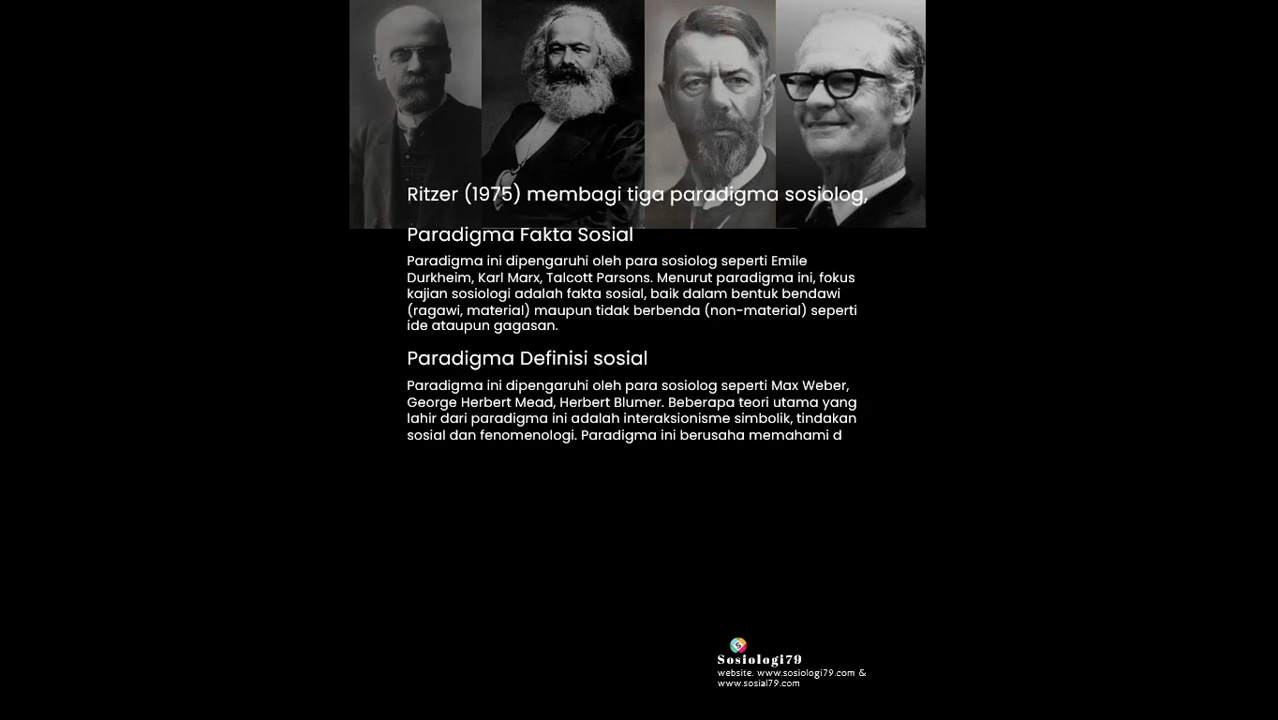 Ritzer (1975) membagi tiga paradigma sosiolog,
Paradigma Fakta Sosial
Paradigma ini dipengaruhi oleh para sosiolog seperti Emile
Durkheim, Karl Marx, Talcott Parsons. Menurut paradigma ini, fokus
kajian sosiologi adalah fakta sosial, baik dalam bentuk bendawi
(ragawi, material) maupun tidak berbenda (non-material) seperti
ide ataupun gagasan.
Paradigma Definisi sosial
Paradigma ini dipengaruhi oleh para sosiolog seperti Max Weber,
George Herbert Mead, Herbert Blumer. Beberapa teori utama yang
lahir dari paradigma ini adalah interaksionisme simbolik, tindakan
sosial dan fenomenologi. Paradigma ini berusaha memahami d
Sosiologi79
website. www.sosiologi79.com &
www.sosial79.com